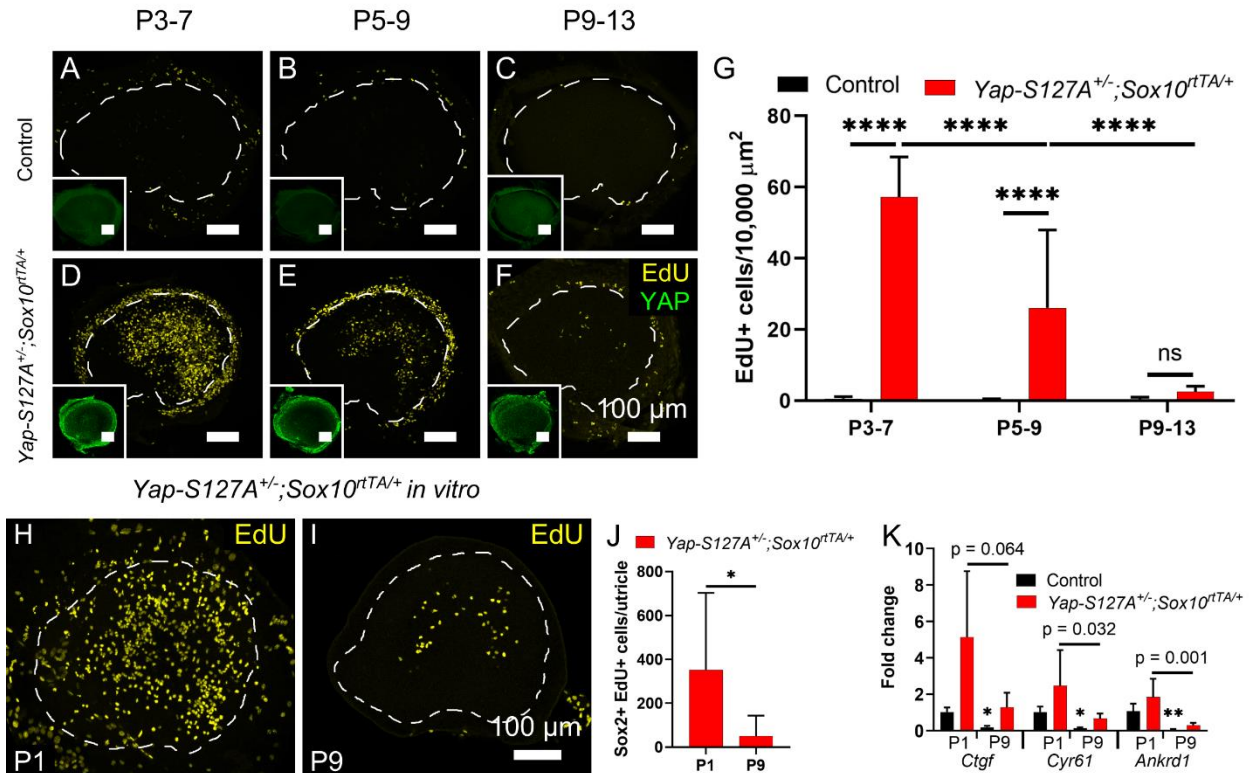 P3-7
P5-9
P9-13
Control
A
B
C
Yap-S127A+/-;Sox10rtTA/+
D
E
F
EdU
YAP
100 µm
G
Control
Yap-S127A+/-;Sox10rtTA/+
**** **** ****
****
ns
EdU+ cells/10,000 µm²
80
60
40
20
0
P3-7 P5-9 P9-13
Yap-S127A+/-;Sox10rtTA/+ in vitro
H
EdU
P1
I
EdU
100 µm
P9
J
Yap-S127A+/-;Sox10rtTA/+
*
Sox2+ EdU+ cells/utricle
800
600
400
200
0
P1 P9
K
p = 0.064
Control
Yap-S127A+/-;Sox10rtTA/+
p = 0.032
p = 0.001
* * **
Fold change
10
8
6
4
2
0
P1 P9 P1 P9 P1 P9
Ctgf Cyr61 Ankrd1